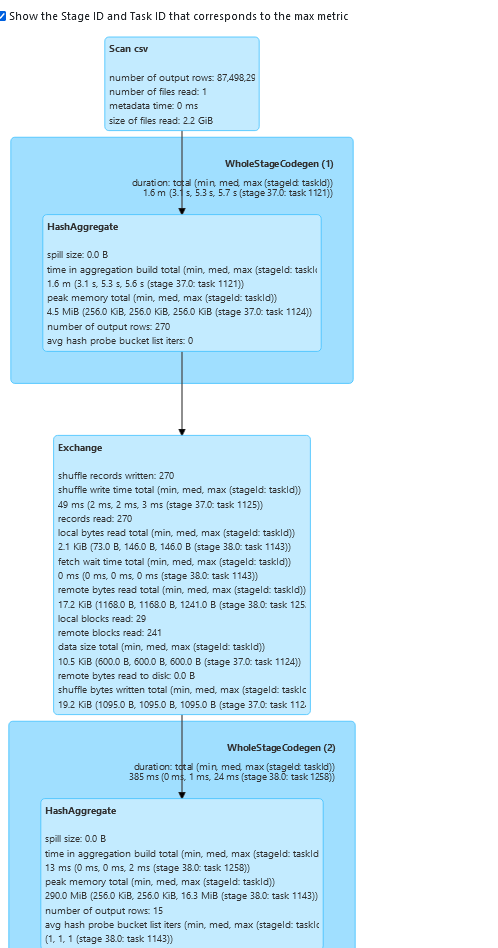 Show the Stage ID and Task ID that corresponds to the max metric
Scan csv
number of output rows: 87,498,29
number of files read: 1
metadata time: 0 ms
size of files read: 2.2 GiB
WholeStageCodegen (1)
duration: total (min, med, max (stageId: taskId))
1.6 m (3.1 s, 5.3 s, 5.7 s (stage 37.0: task 1121))
HashAggregate
spill size: 0.0 B
time in aggregation build total (min, med, max (stageId: taskId
1.6 m (3.1 s, 5.3 s, 5.6 s (stage 37.0: task 1121))
peak memory total (min, med, max (stageId: taskId))
4.5 MiB (256.0 KiB, 256.0 KiB, 256.0 KiB (stage 37.0: task 1124))
number of output rows: 270
avg hash probe bucket list iters: 0
Exchange
shuffle records written: 270
shuffle write time total (min, med, max (stageId: taskId))
49 ms (2 ms, 2 ms, 3 ms (stage 37.0: task 1125))
records read: 270
local bytes read total (min, med, max (stageId: taskId))
2.1 KiB (73.0 B, 146.0 B, 146.0 B (stage 38.0: task 1143))
fetch wait time total (min, med, max (stageId: taskId))
0 ms (0 ms, 0 ms, 0 ms (stage 38.0: task 1143))
remote bytes read total (min, med, max (stageId: taskId))
17.2 KiB (1168.0 B, 1168.0 B, 1241.0 B (stage 38.0: task 125
local blocks read: 29
remote blocks read: 241
data size total (min, med, max (stageId: taskId))
10.5 KiB (600.0 B, 600.0 B, 600.0 B (stage 37.0: task 1124))
remote bytes read to disk: 0.0 B
shuffle bytes written total (min, med, max (stageId: taskId
19.2 KiB (1095.0 B, 1095.0 B, 1095.0 B (stage 37.0: task 112
WholeStageCodegen (2)
duration: total (min, med, max (stageId: taskId))
385 ms (0 ms, 1 ms, 24 ms (stage 38.0: task 1258))
HashAggregate
spill size: 0.0 B
time in aggregation build total (min, med, max (stageId: taskId
13 ms (0 ms, 0 ms, 2 ms (stage 38.0: task 1258))
peak memory total (min, med, max (stageId: taskId))
290.0 MiB (256.0 KiB, 256.0 KiB, 16.3 MiB (stage 38.0: task 1143))
number of output rows: 15
avg hash probe bucket list iters (min, med, max (stageId: taskId
(1, 1, 1 (stage 38.0: task 1143))